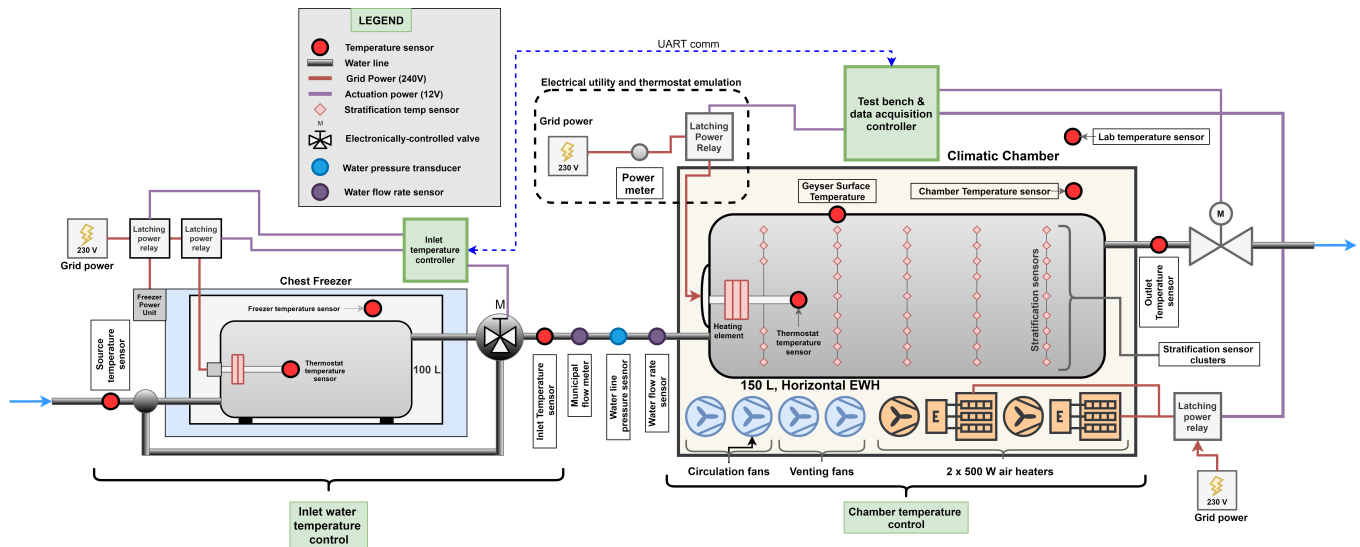 LEGEND
Temperature sensor
Water line
Grid Power (240V)
Actuation power (12V)
Stratification temp sensor
M
Electronically-controlled valve
Water pressure transducer
Water flow rate sensor
UART comm
Electrical utility and thermostat emulation
Grid power
230 V
Power
meter
Latching
Power
Relay
Test bench &
data acquisition
controller
Lab temperature sensor
Climatic Chamber
Geyser Surface
Temperature
Chamber Temperature sensor
M
Outlet
Temperature
sensor
Stratification sensors
Stratification sensor
clusters
Heating
element
Thermostat
temperature
sensor
150 L, Horizontal EWH
E
E
Circulation fans
Venting fans
2 x 500 W air heaters
Latching
power
relay
230 V
Grid power
Chamber temperature
control
230 V
Grid power
Latching
power
relay
Latching
power
relay
Inlet
temperature
controller
Chest Freezer
Freezer
Power
Unit
Freezer temperature sensor
Thermostat
temperature
sensor
100 L
M
Source
temperature
sensor
Inlet Temperature
sensor
Municipal
flow meter
Water line
pressure sesnor
Water flow rate
sensor
Inlet water
temperature
control